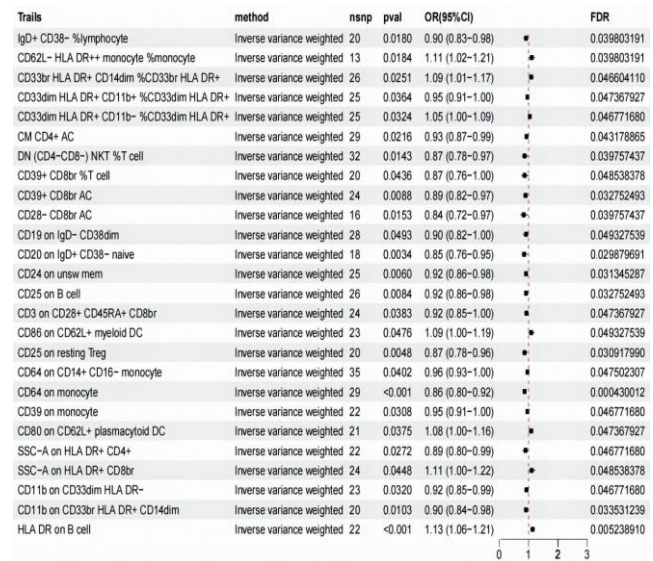 Trails method nsnp pval OR(95%CI) FDR
IgD+ CD38− %lymphocyte Inverse variance weighted 20 0.0180 0.90 (0.83−0.98) 0.039803191
CD62L− HLA DR++ monocyte %monocyte Inverse variance weighted 13 0.0184 1.11 (1.02−1.21) 0.039803191
CD33br HLA DR+ CD14dim %CD33br HLA DR+ Inverse variance weighted 26 0.0251 1.09 (1.01−1.17) 0.046604110
CD33dim HLA DR+ CD11b+ %CD33dim HLA DR+ Inverse variance weighted 25 0.0364 0.95 (0.91−1.00) 0.047367927
CD33dim HLA DR+ CD11b− %CD33dim HLA DR+ Inverse variance weighted 25 0.0324 1.05 (1.00−1.09) 0.046771680
CM CD4+ AC Inverse variance weighted 29 0.0216 0.93 (0.87−0.99) 0.043178865
DN (CD4−CD8−) NKT %T cell Inverse variance weighted 32 0.0143 0.87 (0.78−0.97) 0.039757437
CD39+ CD8br %T cell Inverse variance weighted 20 0.0436 0.87 (0.76−1.00) 0.048538378
CD39+ CD8br AC Inverse variance weighted 24 0.0088 0.89 (0.82−0.97) 0.032752493
CD28− CD8br AC Inverse variance weighted 16 0.0153 0.84 (0.72−0.97) 0.039757437
CD19 on IgD− CD38dim Inverse variance weighted 28 0.0493 0.90 (0.82−1.00) 0.049327539
CD20 on IgD+ CD38− naive Inverse variance weighted 18 0.0034 0.85 (0.76−0.95) 0.029879691
CD24 on unsw mem Inverse variance weighted 25 0.0060 0.92 (0.86−0.98) 0.031345287
CD25 on B cell Inverse variance weighted 26 0.0084 0.92 (0.86−0.98) 0.032752493
CD3 on CD28+ CD45RA+ CD8br Inverse variance weighted 24 0.0383 0.92 (0.85−1.00) 0.047367927
CD86 on CD62L+ myeloid DC Inverse variance weighted 23 0.0476 1.09 (1.00−1.19) 0.049327539
CD25 on resting Treg Inverse variance weighted 20 0.0048 0.87 (0.78−0.96) 0.030917990
CD64 on CD14+ CD16− monocyte Inverse variance weighted 35 0.0402 0.96 (0.93−1.00) 0.047502307
CD64 on monocyte Inverse variance weighted 29 <0.001 0.86 (0.80−0.92) 0.000430012
CD39 on monocyte Inverse variance weighted 22 0.0308 0.95 (0.91−1.00) 0.046771680
CD80 on CD62L+ plasmacytoid DC Inverse variance weighted 21 0.0375 1.08 (1.00−1.16) 0.047367927
SSC−A on HLA DR+ CD4+ Inverse variance weighted 22 0.0272 0.89 (0.80−0.99) 0.046771680
SSC−A on HLA DR+ CD8br Inverse variance weighted 24 0.0448 1.11 (1.00−1.22) 0.048538378
CD11b on CD33dim HLA DR− Inverse variance weighted 23 0.0320 0.92 (0.85−0.99) 0.046771680
CD11b on CD33br HLA DR+ CD14dim Inverse variance weighted 20 0.0103 0.90 (0.84−0.98) 0.033531239
HLA DR on B cell Inverse variance weighted 22 <0.001 1.13 (1.06−1.21) 0.005238910
0 1 2 3